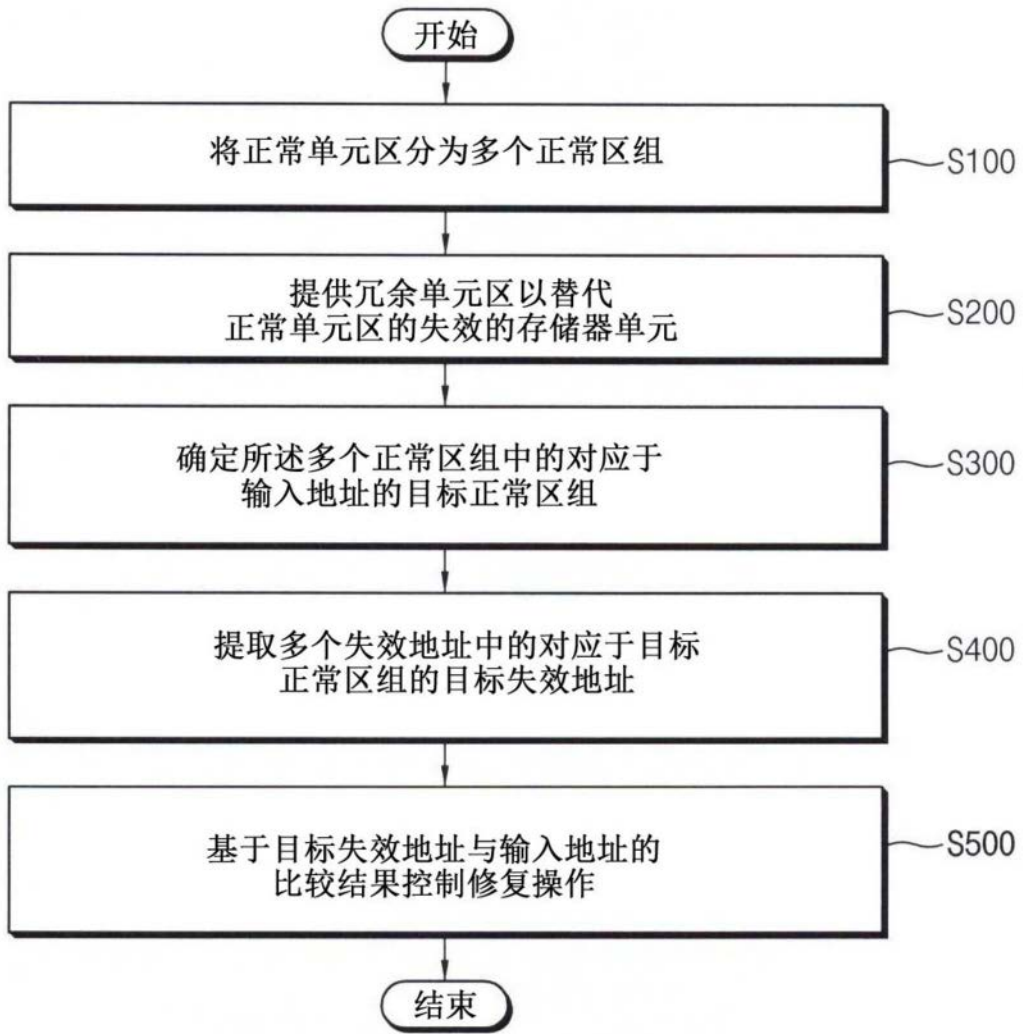 开始
将正常单元区分为多个正常区组
S100
提供冗余单元区以替代
正常单元区的失效的存储器单元
S200
确定所述多个正常区组中的对应于
输入地址的目标正常区组
S300
提取多个失效地址中的对应于目标
正常区组的目标失效地址
S400
基于目标失效地址与输入地址的
比较结果控制修复操作
S500
结束